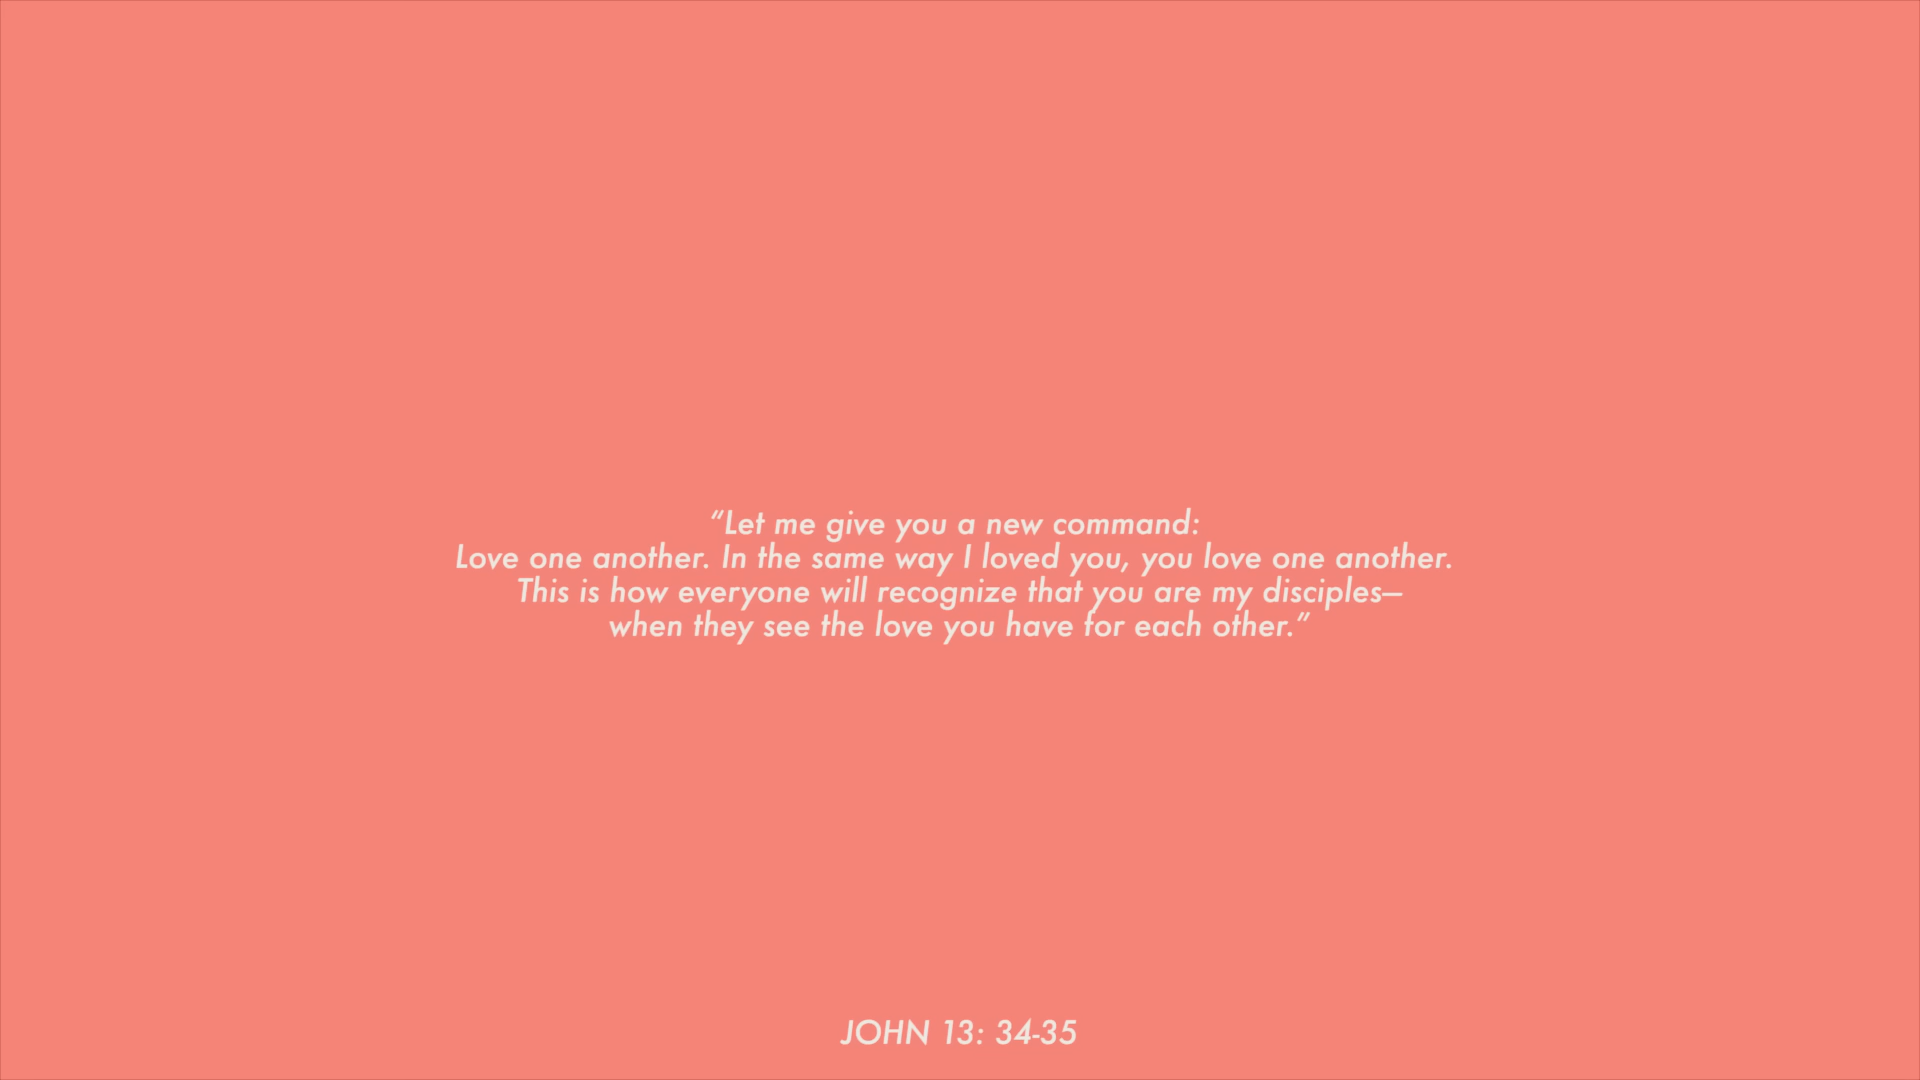 “Let me give you a new command:
Love one another. In the same way I loved you, you love one another.
This is how everyone will recognize that you are my disciples—
when they see the love you have for each other.”
JOHN 13: 34-35